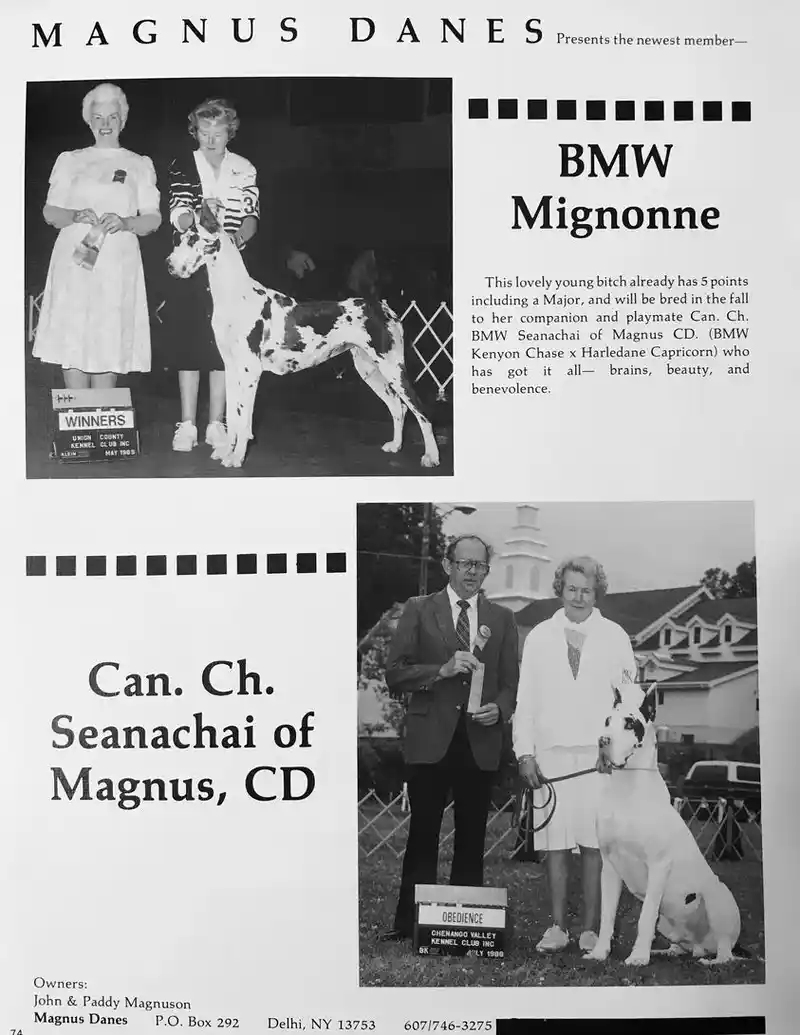 MAGNUS DANES Presents the newest member—
BMW
Mignonne
This lovely young bitch already has 5 points
including a Major, and will be bred in the fall
to her companion and playmate Can. Ch.
BMW Seanachai of Magnus CD. (BMW
Kenyon Chase x Harledane Capricorn) who
has got it all— brains, beauty, and
benevolence.
WINNERS
UNION COUNTY
KENNEL CLUB INC
KLEIN MAY 1989
Can. Ch.
Seanachai of
Magnus, CD
OBEDIENCE
CHENANGO VALLEY
KENNEL CLUB INC
JULY 1988
Owners:
John & Paddy Magnuson
Magnus Danes P.O. Box 292 Delhi, NY 13753 607/746-3275
74